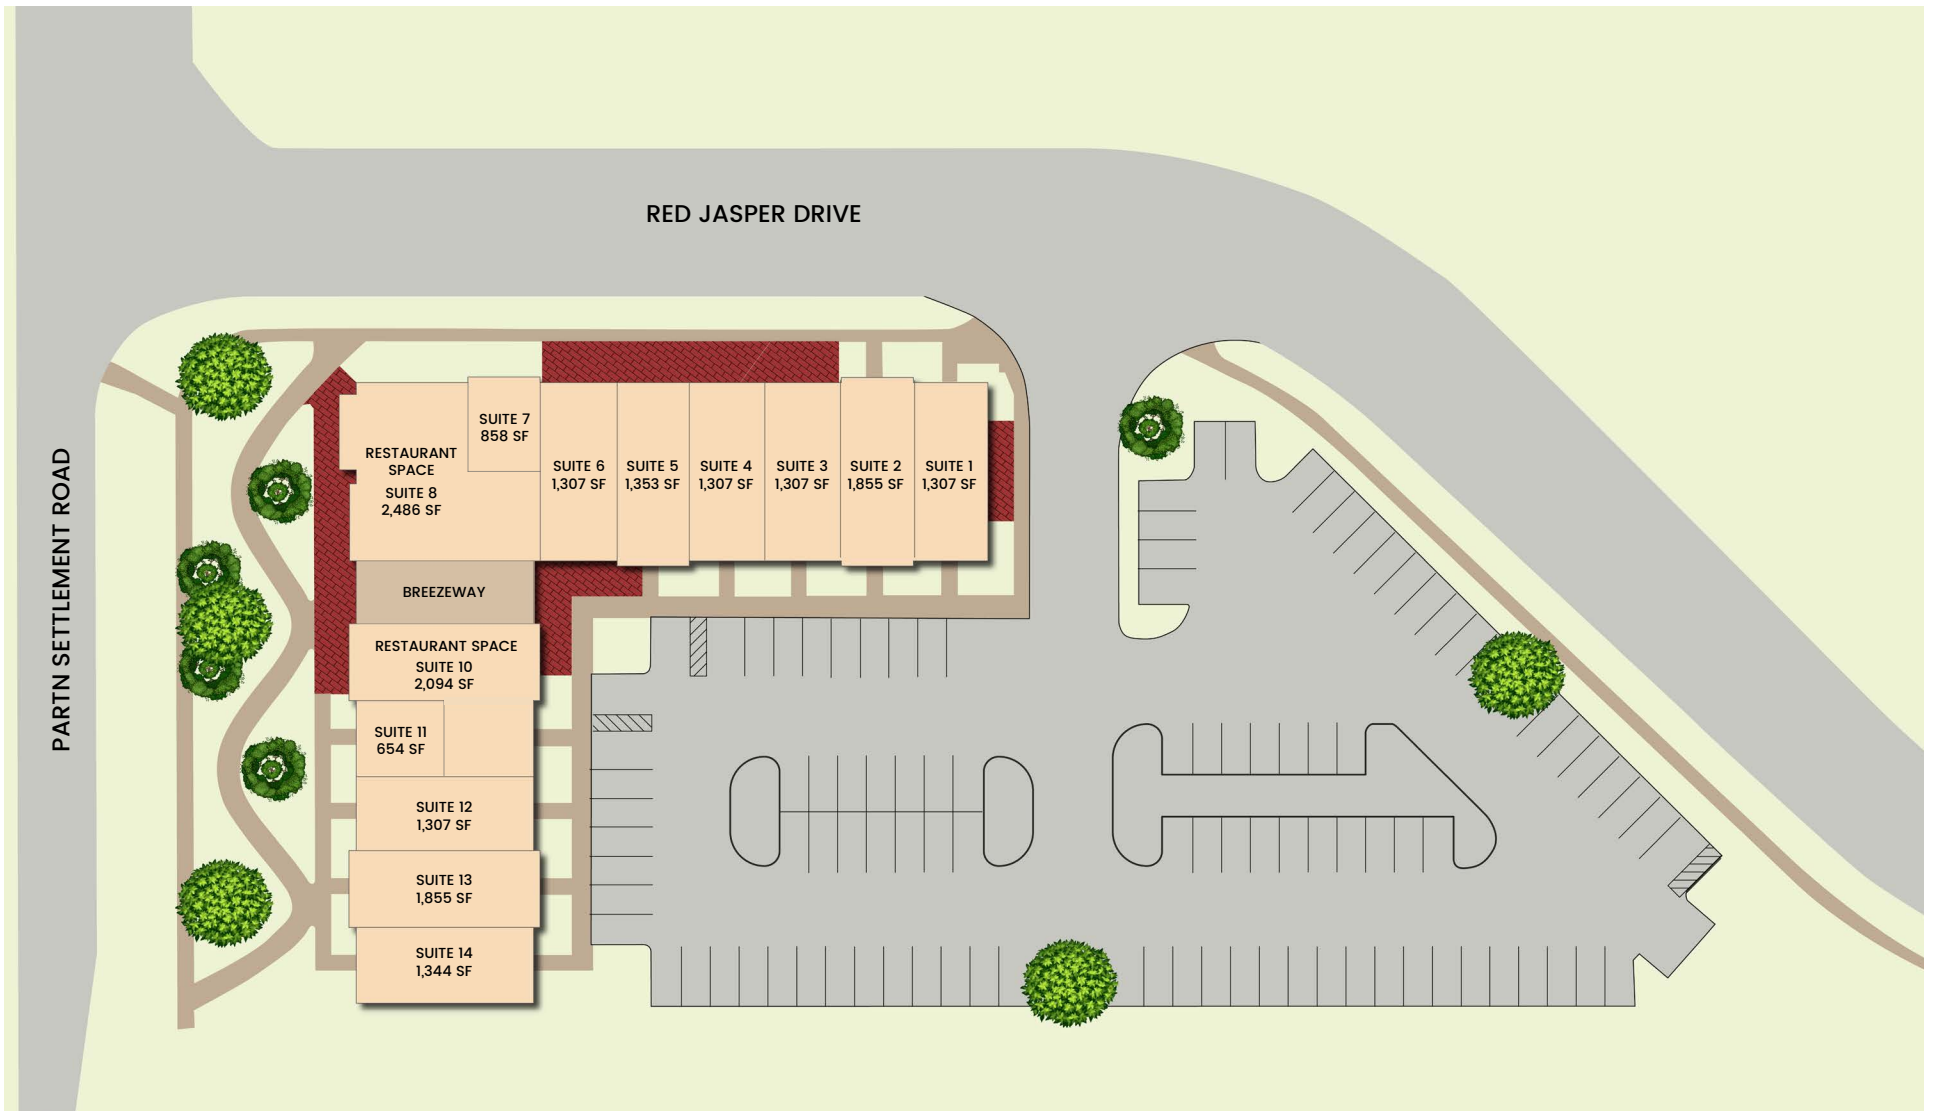 RED JASPER DRIVE
PARTN SETTLEMENT ROAD
RESTAURANT
SPACE
SUITE 8
2,486 SF
SUITE 7
858 SF
SUITE 6
1,307 SF
SUITE 5
1,353 SF
SUITE 4
1,307 SF
SUITE 3
1,307 SF
SUITE 2
1,855 SF
SUITE 1
1,307 SF
BREEZEWAY
RESTAURANT SPACE
SUITE 10
2,094 SF
SUITE 11
654 SF
SUITE 12
1,307 SF
SUITE 13
1,855 SF
SUITE 14
1,344 SF